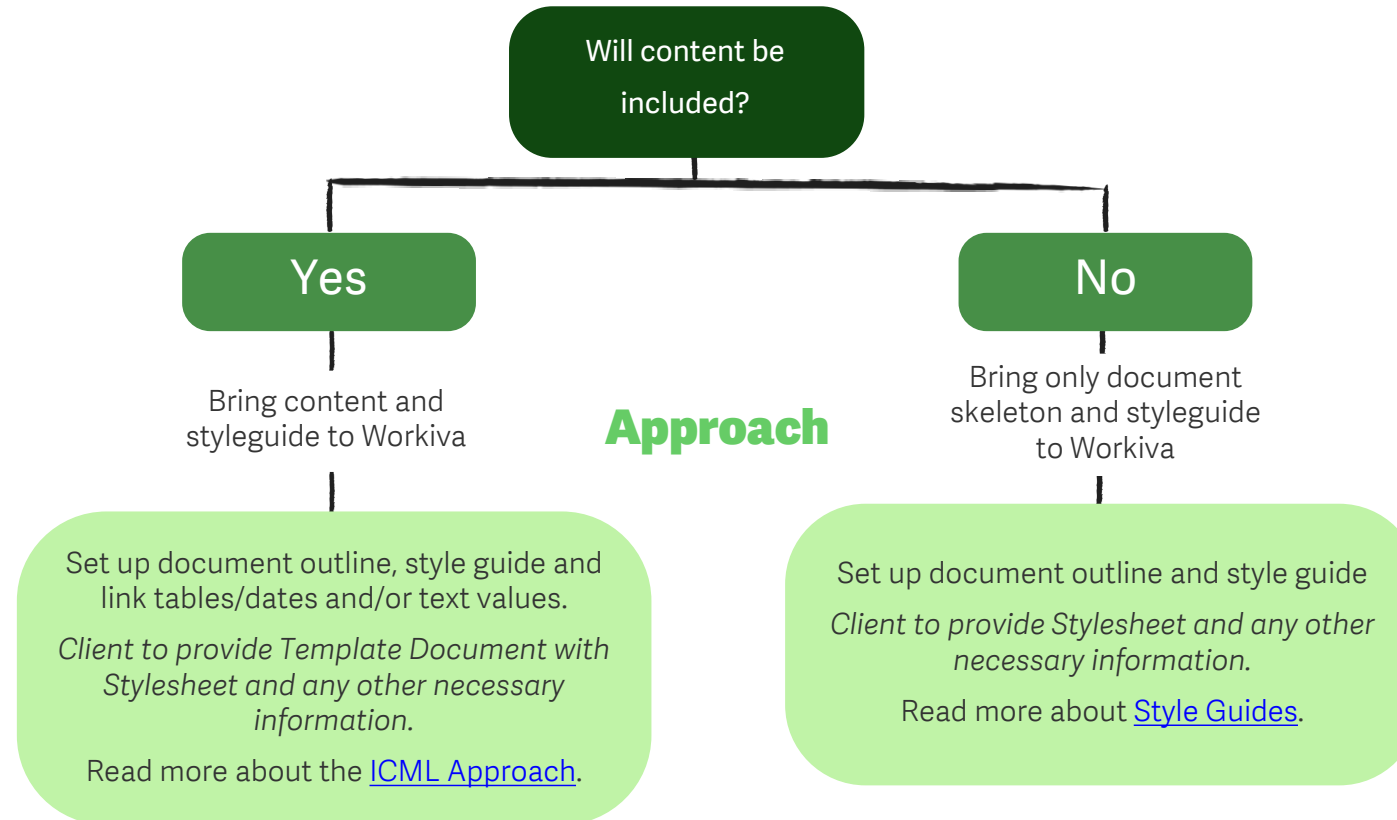 Will content be
included?
Yes
No
Bring content and
styleguide to Workiva
Approach
Bring only document
skeleton and styleguide
to Workiva
Set up document outline, style guide and
link tables/dates and/or text values.
Client to provide Template Document with
Stylesheet and any other necessary
information.
Read more about the ICML Approach.
Set up document outline and style guide
Client to provide Stylesheet and any other
necessary information.
Read more about Style Guides.